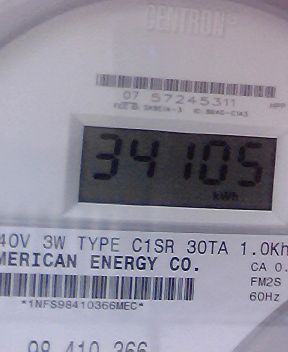 CENTRON®
07 57245311
34105
kWh
40V 3W TYPE C1SR 30TA 1.0Kh
MERICAN ENERGY CO.
CA 0.
FM2S
60Hz
*1NFS98410366MEC*
98 410 366